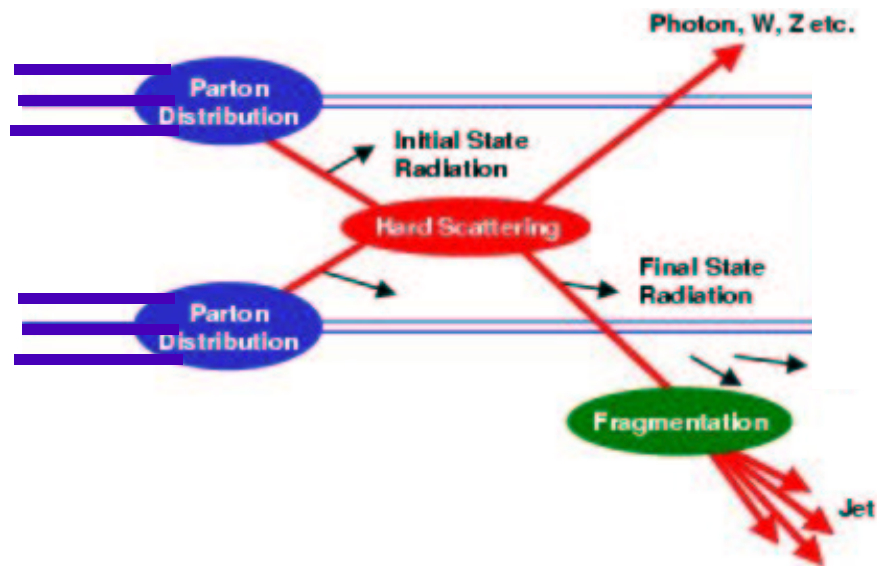 Photon, W, Z etc.
Parton
Distribution
Initial State
Radiation
Hard Scattering
Final State
Radiation
Parton
Distribution
Fragmentation
Jet